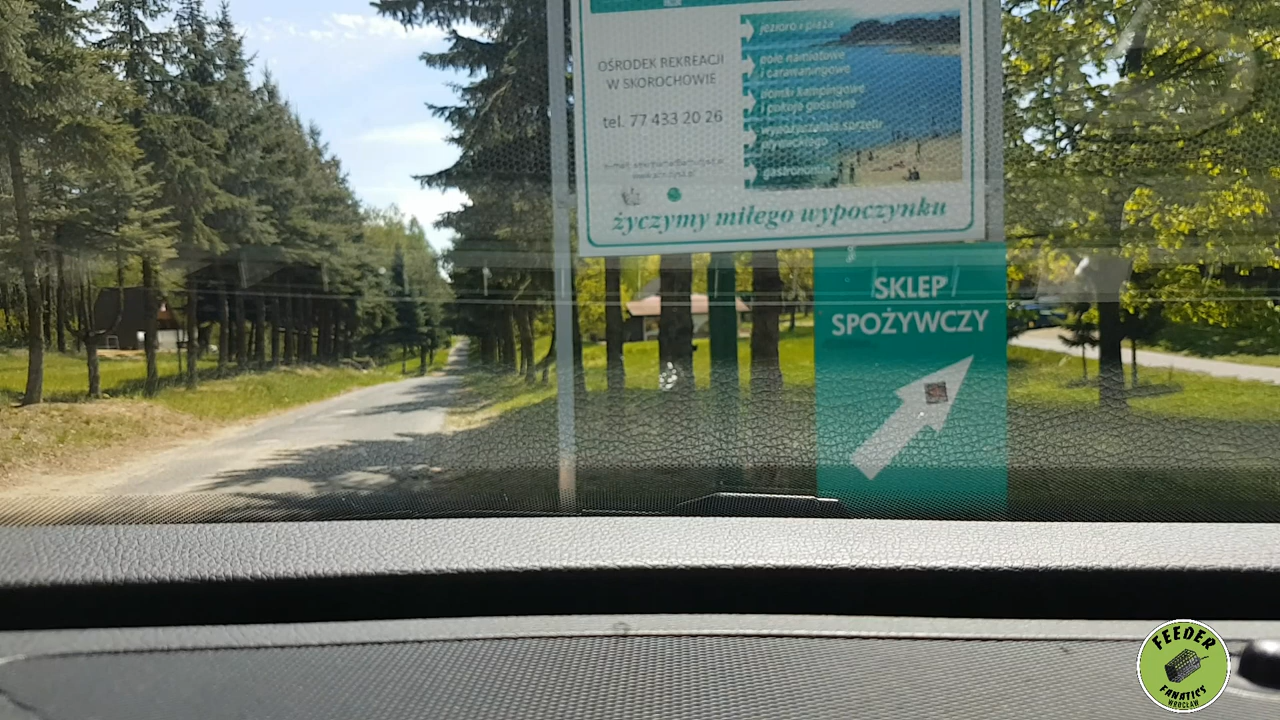 OŚRODEK REKREACJI
W SKOROCHOWIE
tel. 77 433 20 26
jezioro i plaża
pole namiotowe
i carawaningowe
domki kempingowe
i pokoje gościnne
wypożyczalnia sprzętu
pływackiego
gastronomia
życzymy miłego wypoczynku
SKLEP
SPOŻYWCZY
FEEDER
FANATICS
WROCŁAW